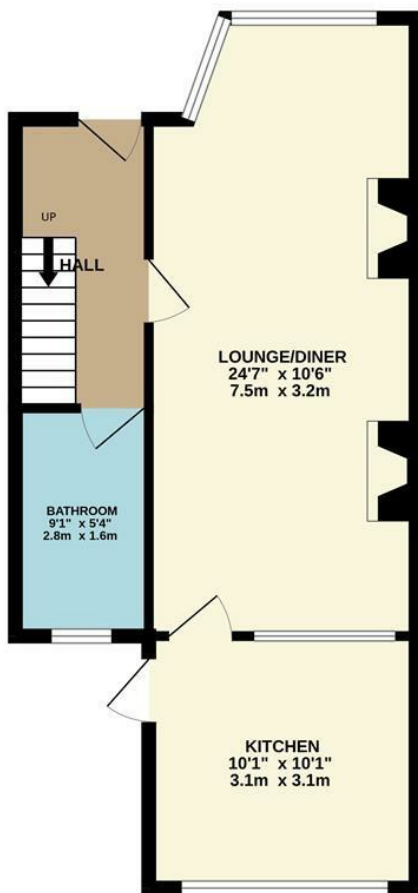 UP
HALL
LOUNGE/DINER
24'7" x 10'6"
7.5m x 3.2m
BATHROOM
9'1" x 5'4"
2.8m x 1.6m
KITCHEN
10'1" x 10'1"
3.1m x 3.1m